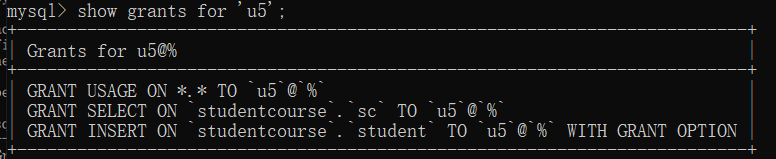 mysql> show grants for 'u5';
+-----------------------------------------------------------------------+
| Grants for u5@%
+-----------------------------------------------------------------------+
| GRANT USAGE ON *.* TO `u5`@`%` |
| GRANT SELECT ON `studentcourse`.`sc` TO `u5`@`%` |
| GRANT INSERT ON `studentcourse`.`student` TO `u5`@`%` WITH GRANT OPTION |
+-----------------------------------------------------------------------+